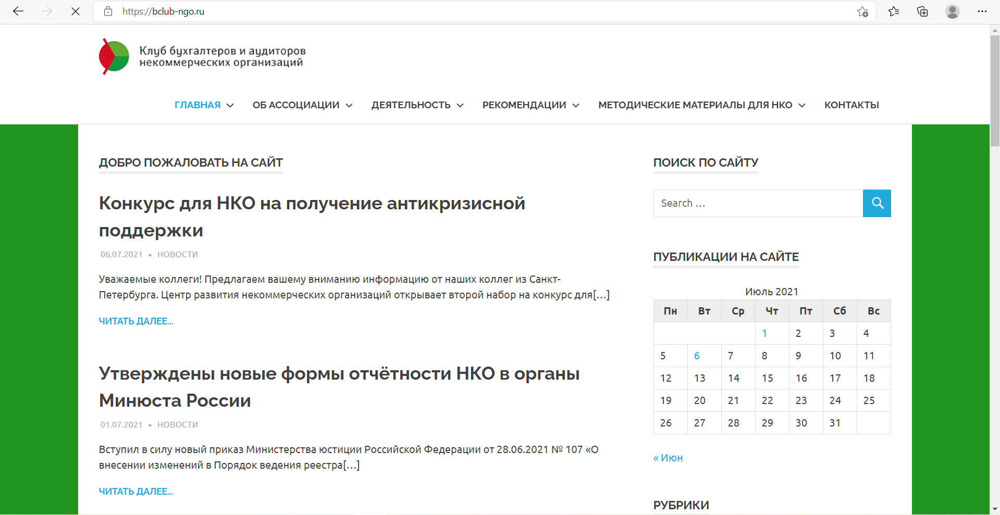 https://bclub-ngo.ru
Клуб бухгалтеров и аудиторов
некоммерческих организаций
ГЛАВНАЯ ОБ АССОЦИАЦИИ ДЕЯТЕЛЬНОСТЬ РЕКОМЕНДАЦИИ МЕТОДИЧЕСКИЕ МАТЕРИАЛЫ ДЛЯ НКО КОНТАКТЫ
ДОБРО ПОЖАЛОВАТЬ НА САЙТ
Конкурс для НКО на получение антикризисной
поддержки
06.07.2021 • НОВОСТИ
Уважаемые коллеги! Предлагаем вашему вниманию информацию от наших коллег из Санкт-
Петербурга. Центр развития некоммерческих организаций открывает второй набор на конкурс для[…]
ЧИТАТЬ ДАЛЕЕ...
Утверждены новые формы отчётности НКО в органы
Минюста России
01.07.2021 • НОВОСТИ
Вступил в силу новый приказ Министерства юстиции Российской Федерации от 28.06.2021 № 107 «О
внесении изменений в Порядок ведения реестра[…]
ЧИТАТЬ ДАЛЕЕ...
ПОИСК ПО САЙТУ
Search …
ПУБЛИКАЦИИ НА САЙТЕ
Июль 2021
Пн Вт Ср Чт Пт Сб Вс
1 2 3 4
5 6 7 8 9 10 11
12 13 14 15 16 17 18
19 20 21 22 23 24 25
26 27 28 29 30 31
« Июн
РУБРИКИ